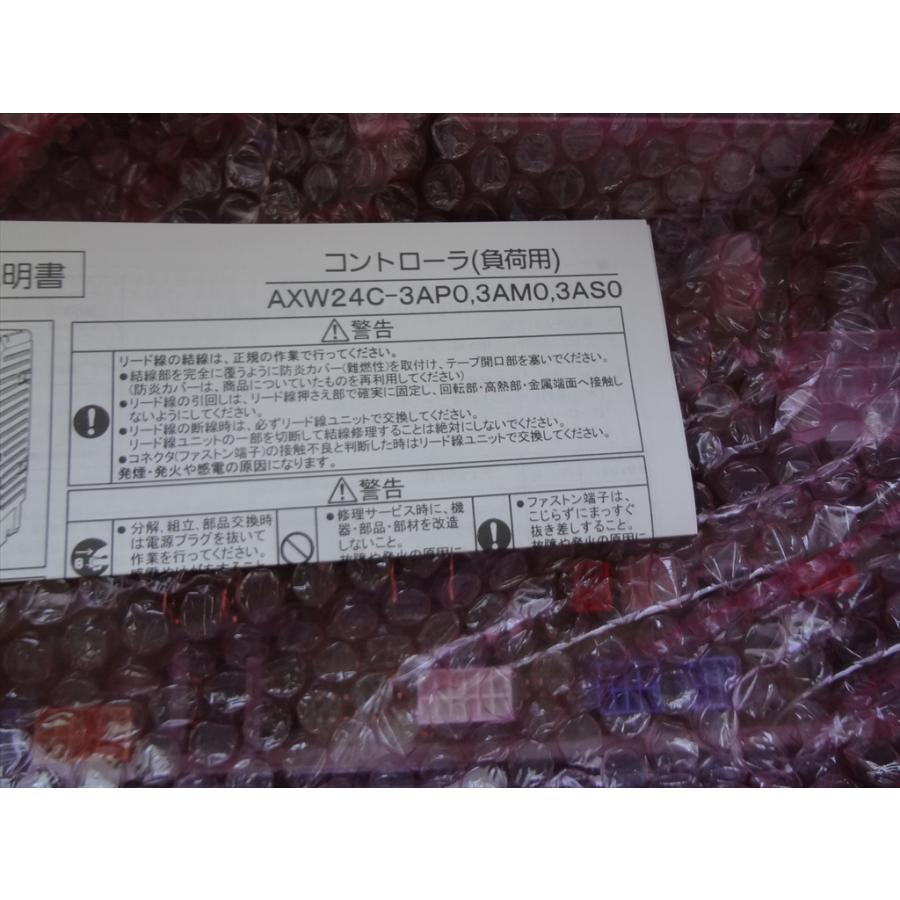 明書
コントローラ(負荷用)
AXW24C-3AP0,3AM0,3AS0
警告
リード線の結線は、正規の作業で行ってください。
●結線部を完全に覆うように防炎カバー(難燃性)を取付け、テープ開口部を塞いでください。
(防炎カバーは、商品についていたものを再利用してください)
●リード線の引回しは、リード線押さえ部で確実に固定し、回転部・高熱部・金属端面へ接触し
ないようにしてください。
●リード線の断線時は、必ずリード線ユニットで交換してください。
リード線ユニットの一部を切断して結線修理することは絶対にしないでください。
●コネクタ(ファストン端子)の接触不良と判断した時はリード線ユニットで交換してください。
発煙・発火や感電の原因になります。
警告
●分解、組立、部品交換時
は電源プラグを抜いて
作業を行ってください。
●修理サービス時に、機
器・部品・部材を改造
しないこと。
故障や発火の原因に
●ファストン端子は、
こじらずにまっすぐ
抜き差しすること。
故障や発火の原因に